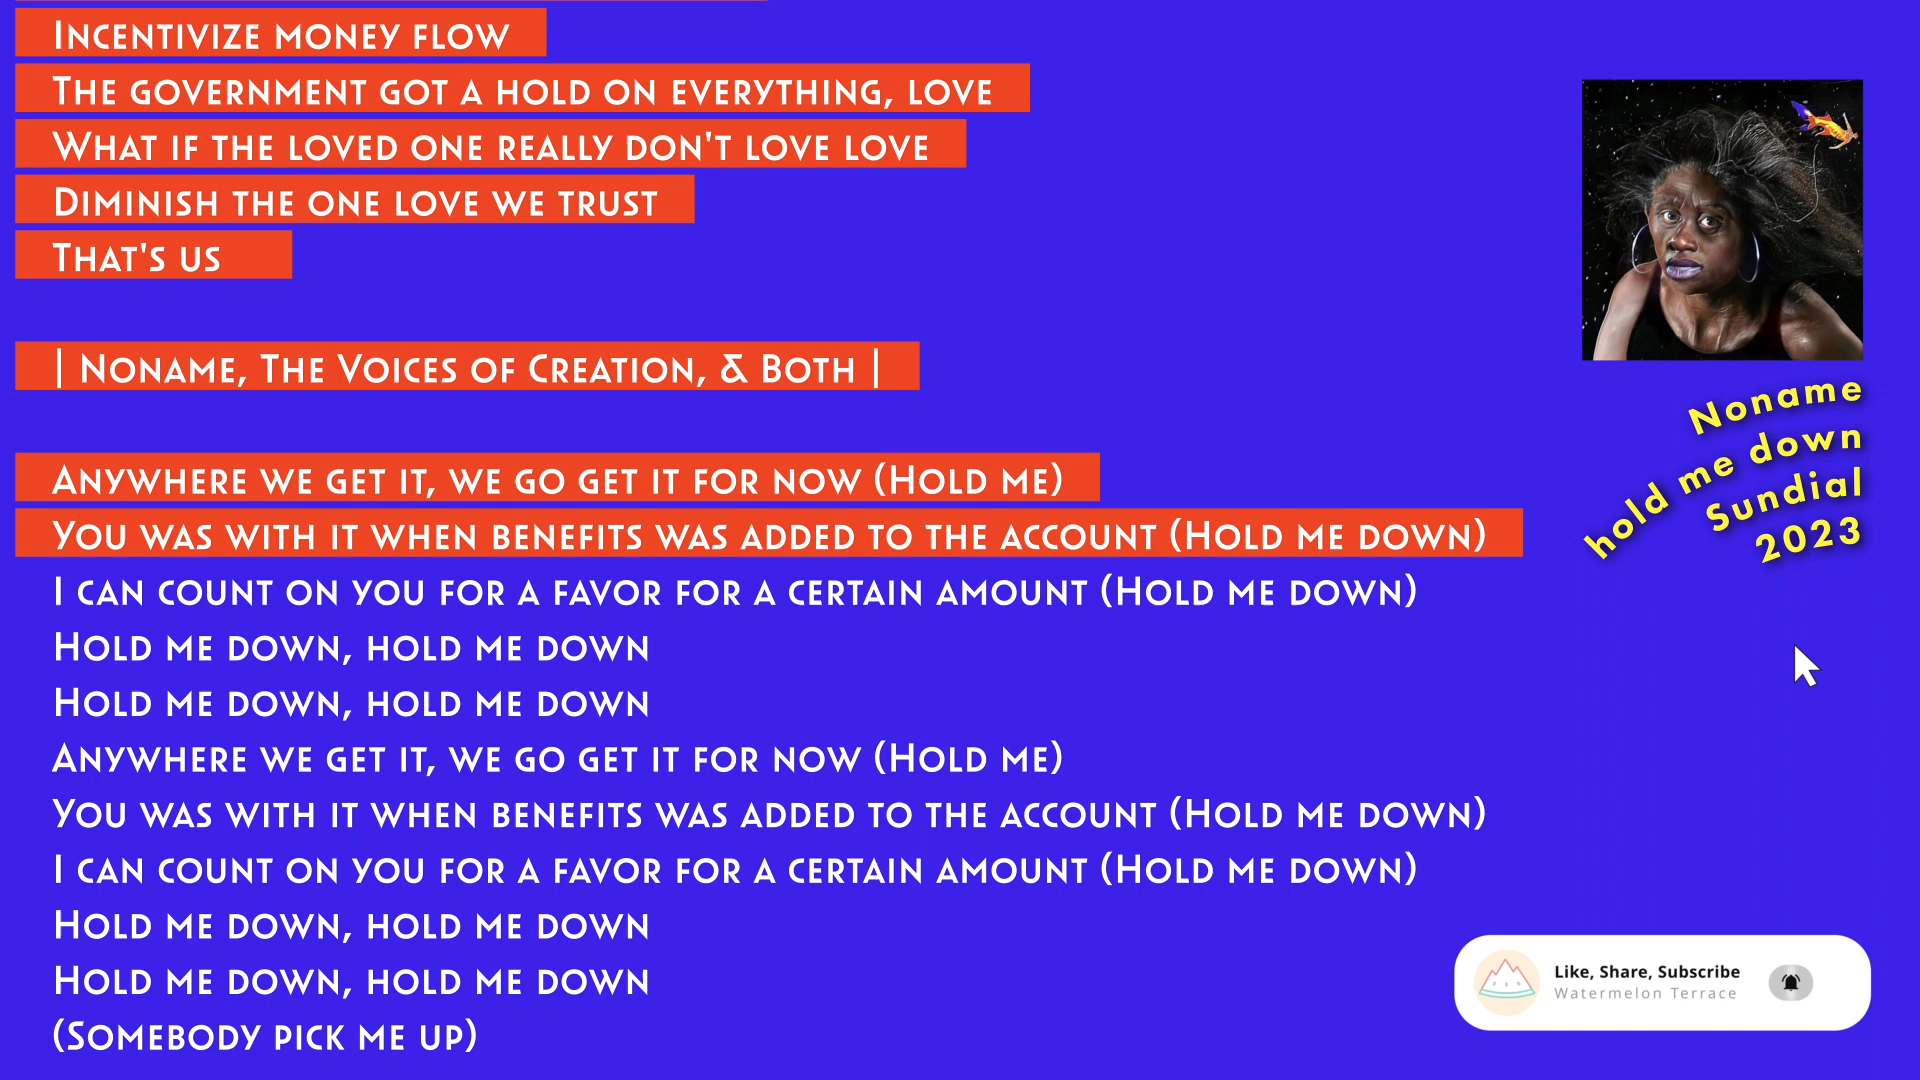 Incentivize money flow
The government got a hold on everything, love
What if the loved one really don't love love
Diminish the one love we trust
That's us
| Noname, The Voices of Creation, & Both |
Anywhere we get it, we go get it for now (Hold me)
You was with it when benefits was added to the account (Hold me down)
I can count on you for a favor for a certain amount (Hold me down)
Hold me down, hold me down
Hold me down, hold me down
Anywhere we get it, we go get it for now (Hold me)
You was with it when benefits was added to the account (Hold me down)
I can count on you for a favor for a certain amount (Hold me down)
Hold me down, hold me down
Hold me down, hold me down
(Somebody pick me up)
Noname
hold me down
Sundial
2023
Like, Share, Subscribe
Watermelon Terrace